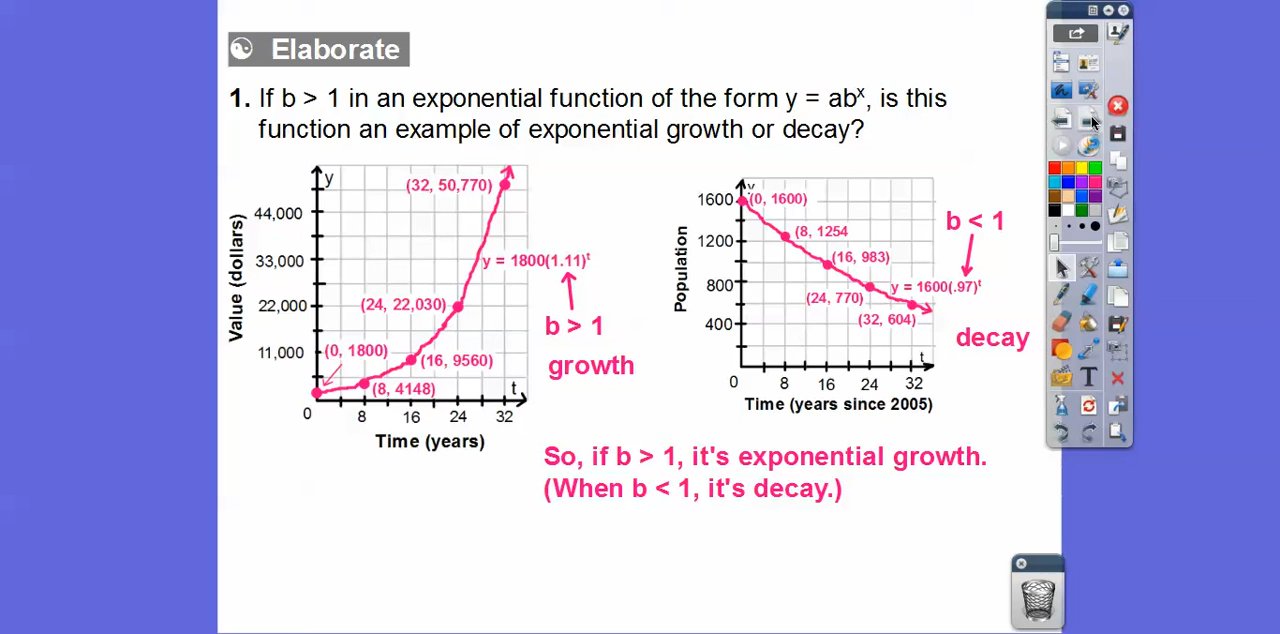 Elaborate
1. If b > 1 in an exponential function of the form y = abˣ, is this
function an example of exponential growth or decay?
y
(32, 50,770)
44,000
33,000
y = 1800(1.11)ᵗ
(24, 22,030)
22,000
b > 1
11,000
(0, 1800)
(16, 9560)
growth
(8, 4148)
t
0
8
16
24
32
Value (dollars)
Time (years)
y
1600
(0, 1600)
b < 1
(8, 1254
1200
(16, 983)
800
y = 1600(.97)ᵗ
(24, 770)
(32, 604)
400
decay
t
0
8
16
24
32
Population
Time (years since 2005)
So, if b > 1, it's exponential growth.
(When b < 1, it's decay.)
T